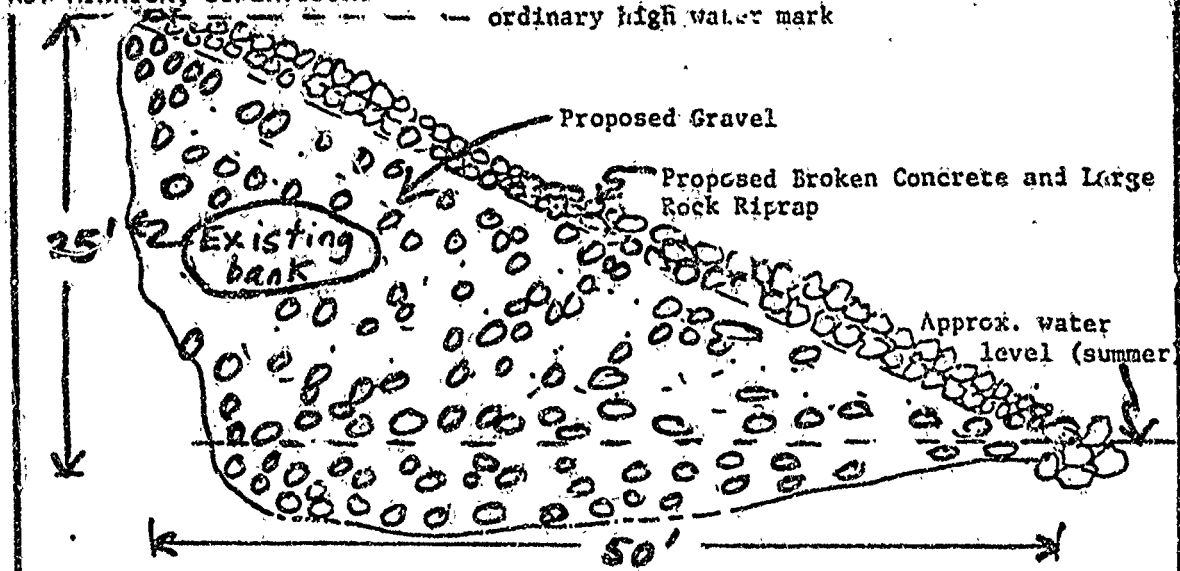 ordinary high water mark
Proposed Gravel
Proposed Broken Concrete and Large
Rock Riprap
25'
Existing
bank
Approx. water
level (summer)
50'